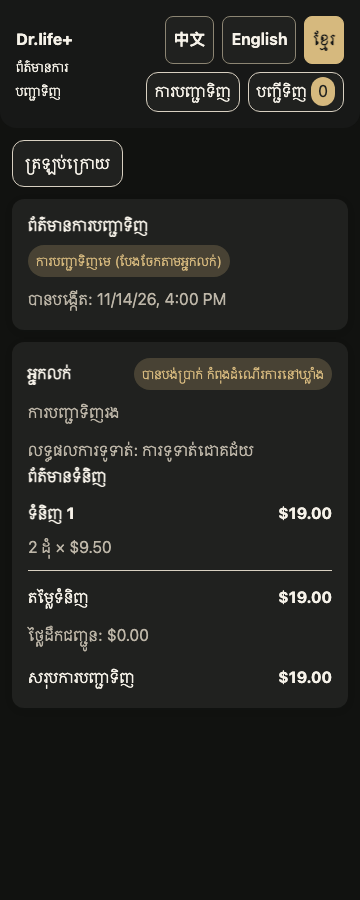 Dr.life+
ព័ត៌មានការ
បញ្ជាទិញ
中文
English
ខ្មែរ
ការបញ្ជាទិញ
បញ្ជីទិញ 0
ត្រឡប់ក្រោយ
ព័ត៌មានការបញ្ជាទិញ
ការបញ្ជាទិញមេ (បែងចែកតាមអ្នកលក់)
បានបង្កើត: 11/14/26, 4:00 PM
អ្នកលក់
បានបង់ប្រាក់ កំពុងដំណើរការនៅឃ្លាំង
ការបញ្ជាទិញរង
លទ្ធផលការទូទាត់: ការទូទាត់ជោគជ័យ
ព័ត៌មានទំនិញ
ទំនិញ 1 $19.00
2 ដុំ × $9.50
តម្លៃទំនិញ $19.00
ថ្លៃដឹកជញ្ជូន: $0.00
សរុបការបញ្ជាទិញ $19.00